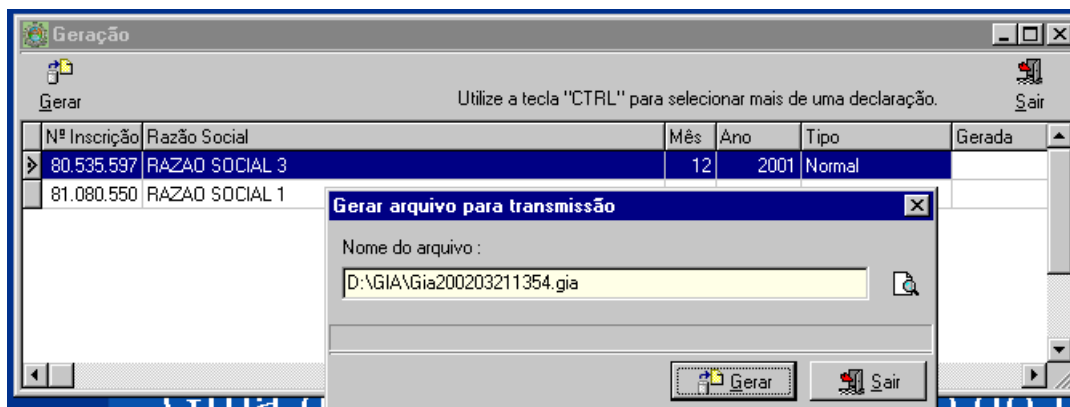 Geração
Gerar
Utilize a tecla "CTRL" para selecionar mais de uma declaração.
Sair
Nº Inscrição Razão Social Mês Ano Tipo Gerada
80.535.597 RAZAO SOCIAL 3 12 2001 Normal
81.080.550 RAZAO SOCIAL 1
Gerar arquivo para transmissão
Nome do arquivo :
D:\GIA\Gia200203211354.gia
Gerar Sair